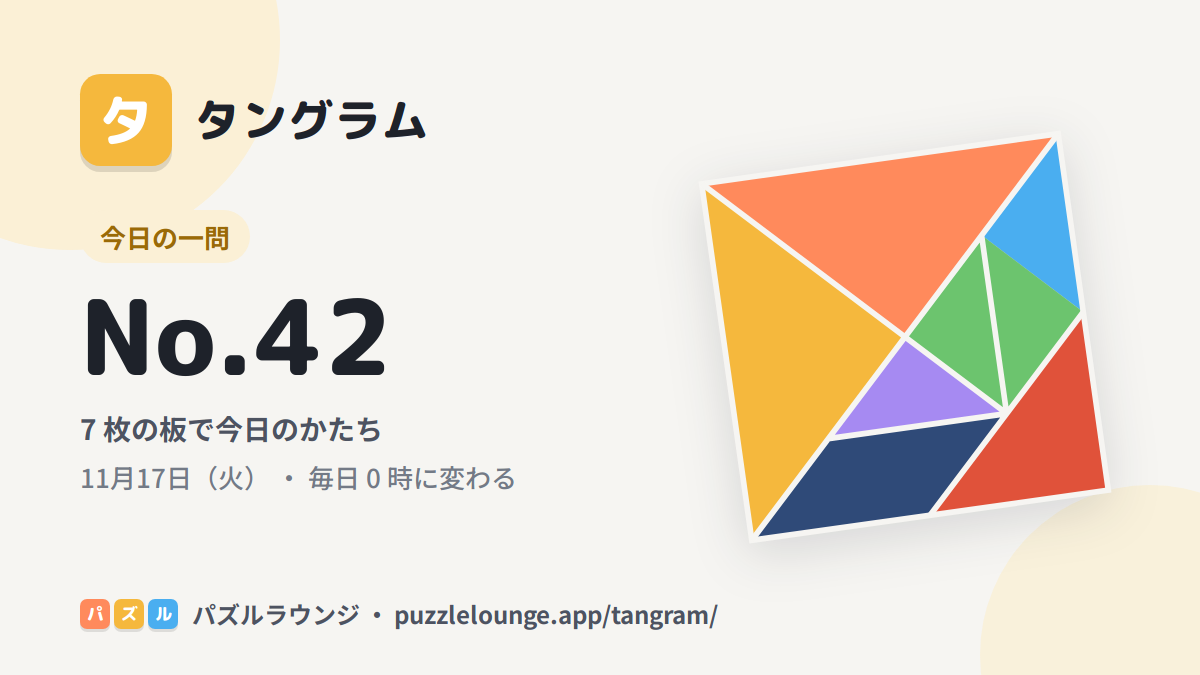 タ タングラム
今日の一問
No.42
7 枚の板で今日のかたち
11月17日（火） ・ 毎日 0 時に変わる
パズル パズルラウンジ ・ puzzlelounge.app/tangram/